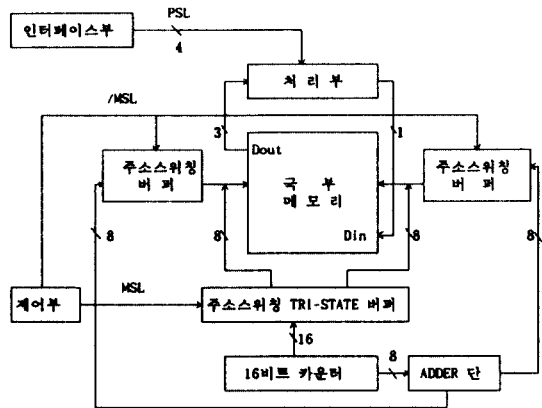 PSL
인터페이스부
4
처 리 부
/MSL
3
1
Dout
주소스위칭
버 퍼
국 부
메모리
주소스위칭
버 퍼
Din
8
8
8
8
제어부
MSL
주소스위칭 TRI-STATE 버퍼
16
16비트 카운터
8
ADDER 단